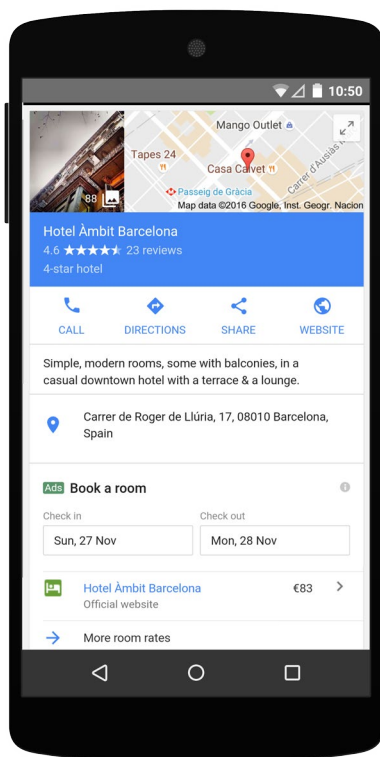 10:50
Mango Outlet
Tapes 24
Casa Calvet
Carrer d'Ausiàs
Passeig de Gràcia
88
Map data ©2016 Google, Inst. Geogr. Nacion
Hotel Àmbit Barcelona
4.6 ★★★★★ 23 reviews
4-star hotel
CALL DIRECTIONS SHARE WEBSITE
Simple, modern rooms, some with balconies, in a
casual downtown hotel with a terrace & a lounge.
Carrer de Roger de Llúria, 17, 08010 Barcelona,
Spain
Ads Book a room
Check in Check out
Sun, 27 Nov Mon, 28 Nov
Hotel Àmbit Barcelona €83
Official website
More room rates